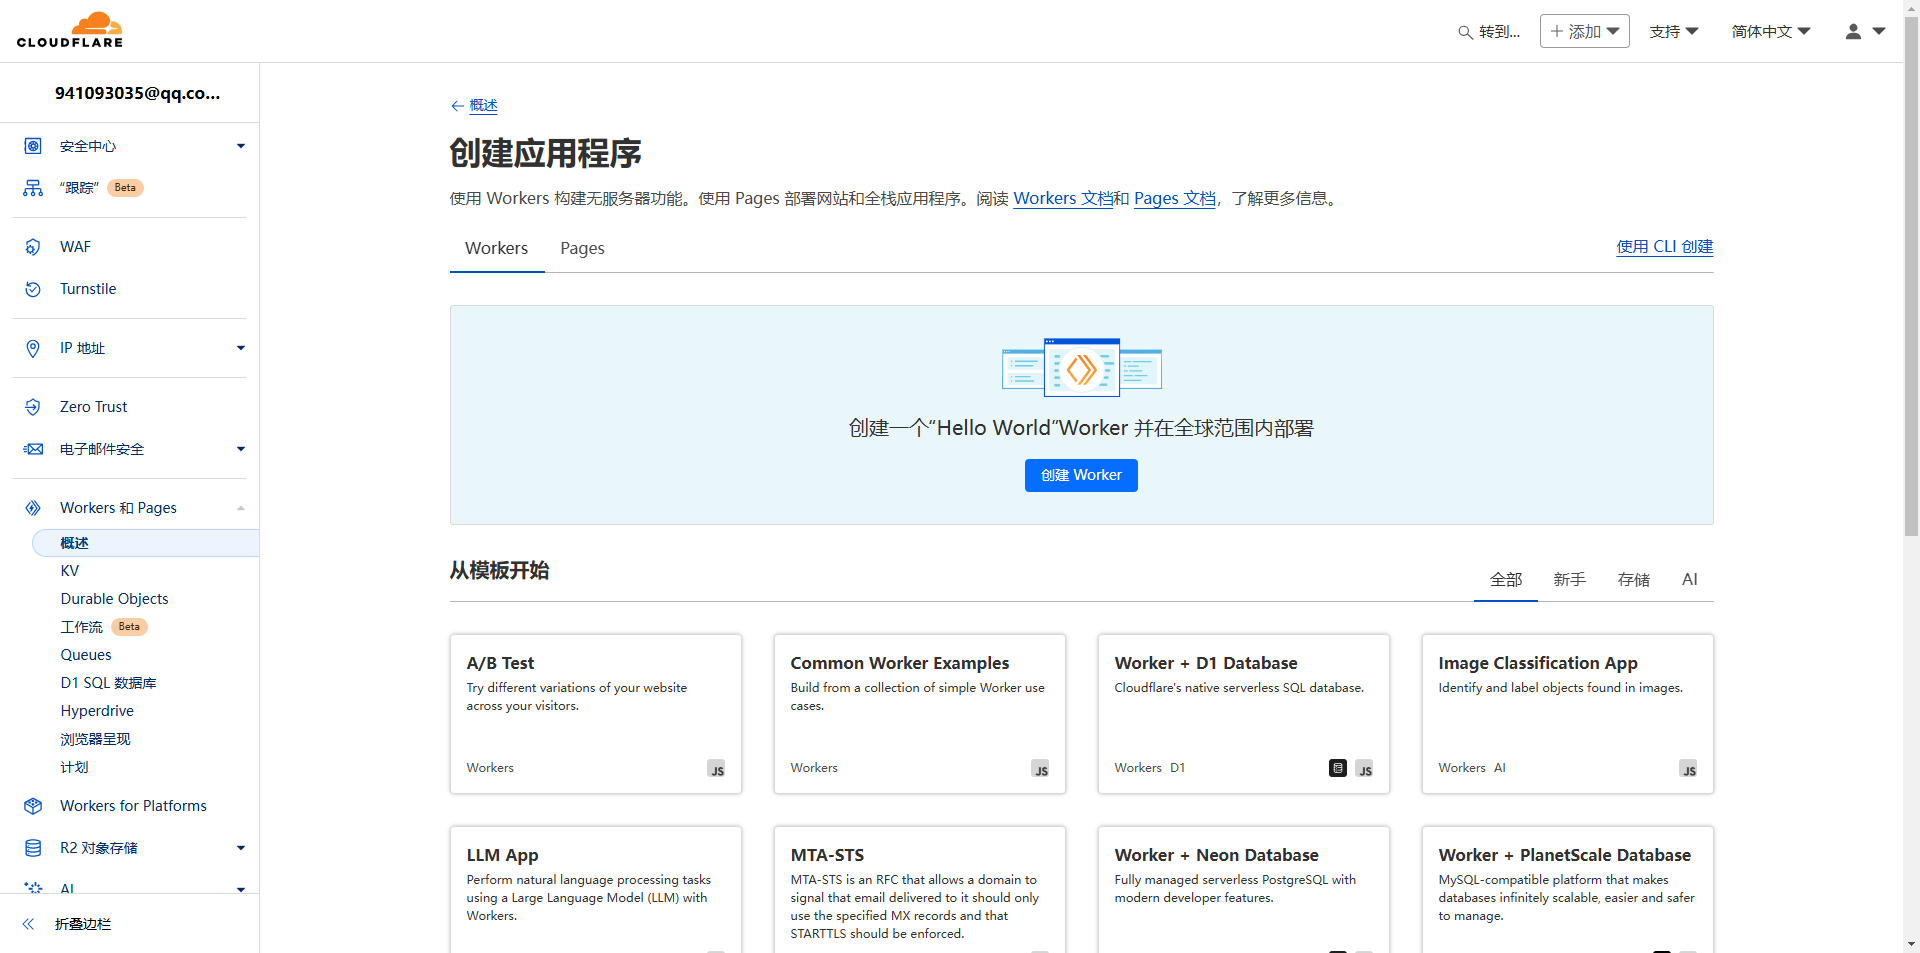 CLOUDFLARE
转到...
添加
支持
简体中文
941093035@qq.co...
安全中心
“跟踪” Beta
WAF
Turnstile
IP 地址
Zero Trust
电子邮件安全
Workers 和 Pages
概述
KV
Durable Objects
工作流 Beta
Queues
D1 SQL 数据库
Hyperdrive
浏览器呈现
计划
Workers for Platforms
R2 对象存储
AI
折叠边栏
概述
创建应用程序
使用 Workers 构建无服务器功能。使用 Pages 部署网站和全栈应用程序。阅读 Workers 文档和 Pages 文档，了解更多信息。
Workers Pages
使用 CLI 创建
创建一个“Hello World”Worker 并在全球范围内部署
创建 Worker
从模板开始
全部 新手 存储 AI
A/B Test
Try different variations of your website
across your visitors.
Workers
JS
Common Worker Examples
Build from a collection of simple Worker use
cases.
Workers
JS
Worker + D1 Database
Cloudflare's native serverless SQL database.
Workers D1
JS
Image Classification App
Identify and label objects found in images.
Workers AI
JS
LLM App
Perform natural language processing tasks
using a Large Language Model (LLM) with
Workers.
MTA-STS
MTA-STS is an RFC that allows a domain to
signal that email delivered to it should only
use the specified MX records and that
STARTTLS should be enforced.
Worker + Neon Database
Fully managed serverless PostgreSQL with
modern developer features.
Worker + PlanetScale Database
MySQL-compatible platform that makes
databases infinitely scalable, easier and safer
to manage.